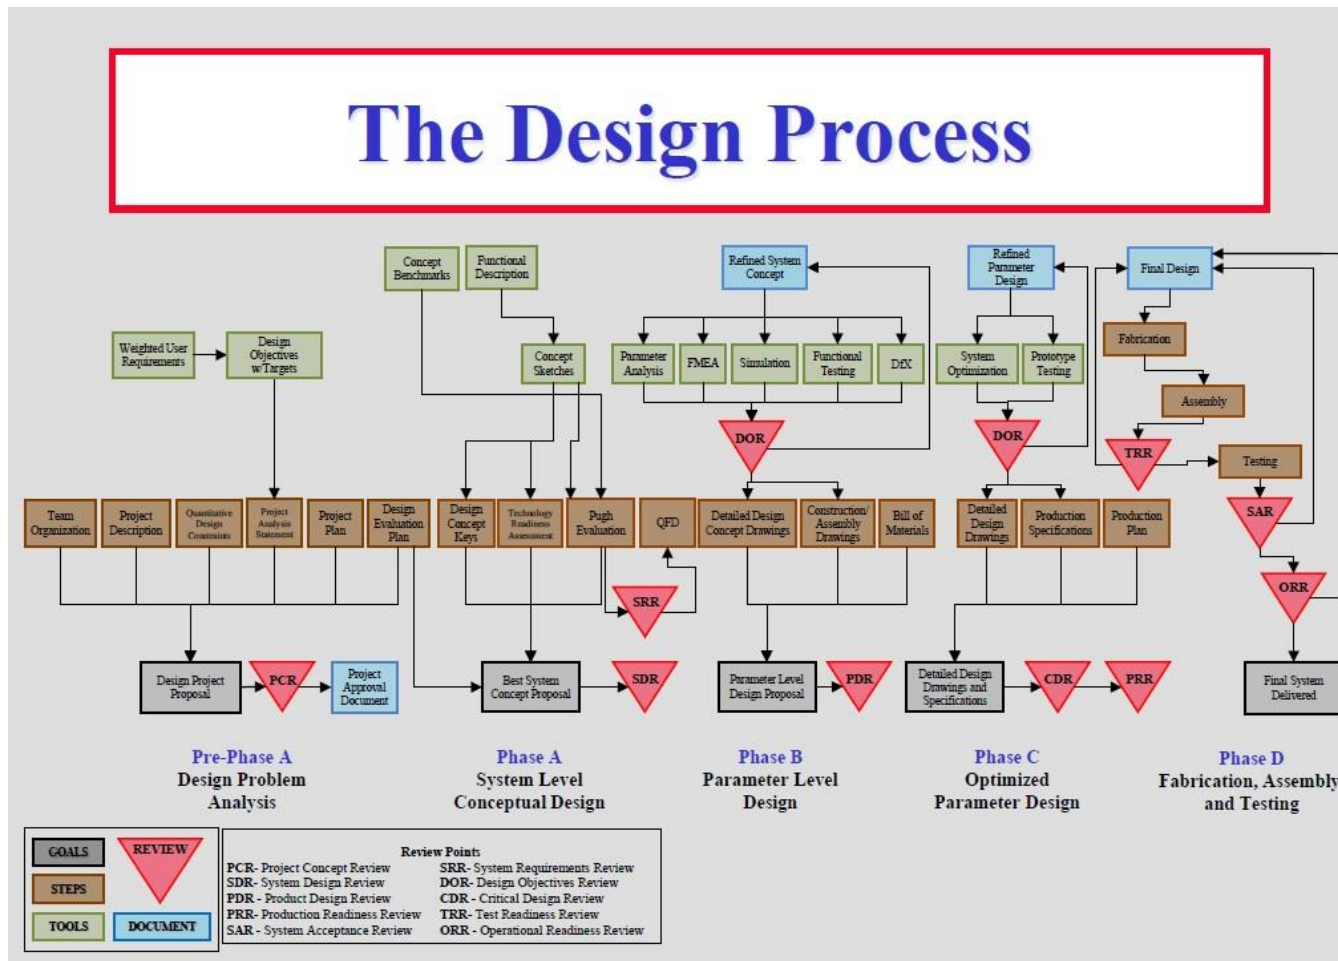 The Design Process
Concept
Benchmarks
Functional
Description
Refined System
Concept
Refined
Parameter
Design
Final Design
Weighted User
Requirements
Design
Objectives
w/Targets
Concept
Sketches
Parameter
Analysis
FMEA
Simulation
Functional
Testing
DfX
System
Optimization
Prototype
Testing
Fabrication
Assembly
DOR
DOR
TRR
Testing
Team
Organization
Project
Description
Quantitative
Design
Constraints
Project
Analysis
Statement
Project
Plan
Design
Evaluation
Plan
Design
Concept
Keys
Technology
Readiness
Assessment
Pugh
Evaluation
QFD
Detailed Design
Concept Drawings
Construction/
Assembly
Drawings
Bill of
Materials
Detailed
Design
Drawings
Production
Specifications
Production
Plan
SAR
SRR
ORR
Design Project
Proposal
PCR
Project
Approval
Document
Best System
Concept Proposal
SDR
Parameter Level
Design Proposal
PDR
Detailed Design
Drawings and
Specifications
CDR
PRR
Final System
Delivered
Pre-Phase A
Design Problem
Analysis
Phase A
System Level
Conceptual Design
Phase B
Parameter Level
Design
Phase C
Optimized
Parameter Design
Phase D
Fabrication, Assembly
and Testing
GOALS
REVIEW
STEPS
TOOLS
DOCUMENT
Review Points
PCR- Project Concept Review
SRR- System Requirements Review
SDR- System Design Review
DOR- Design Objectives Review
PDR - Product Design Review
CDR - Critical Design Review
PRR- Production Readiness Review
TRR- Test Readiness Review
SAR - System Acceptance Review
ORR - Operational Readiness Review